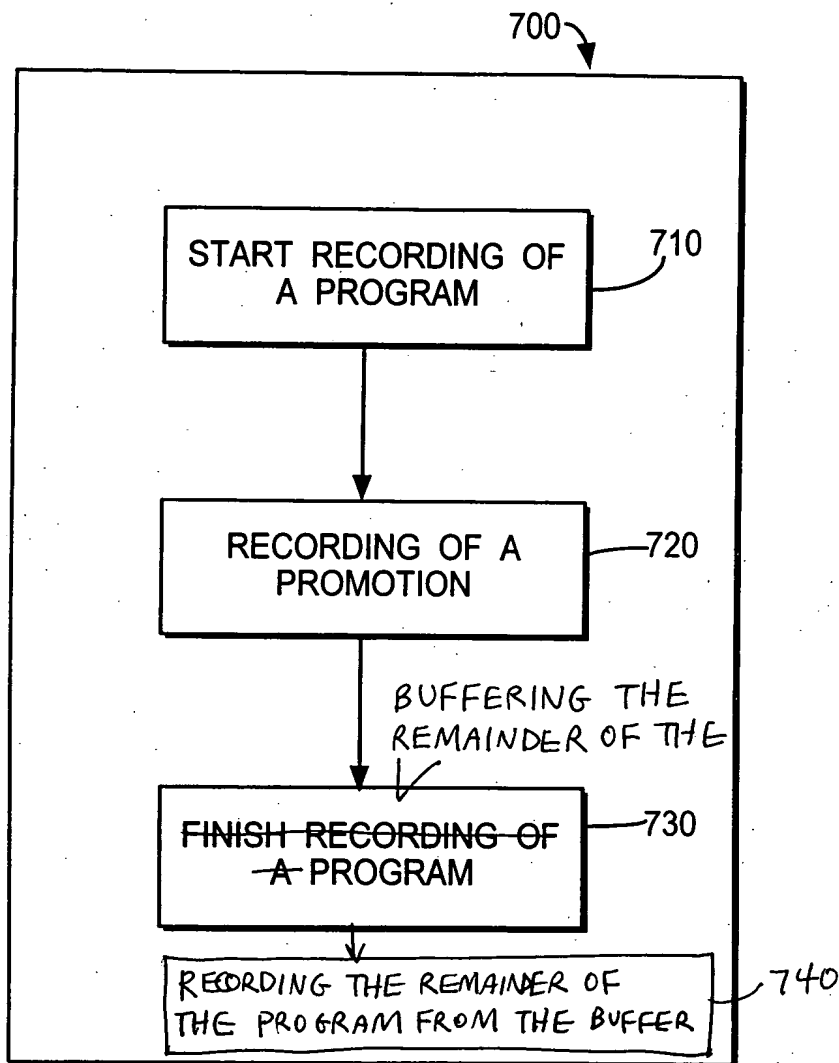 700
START RECORDING OF
A PROGRAM
710
RECORDING OF A
PROMOTION
720
BUFFERING THE
REMAINDER OF THE
FINISH RECORDING OF
A PROGRAM
730
RECORDING THE REMAINDER OF
THE PROGRAM FROM THE BUFFER
740